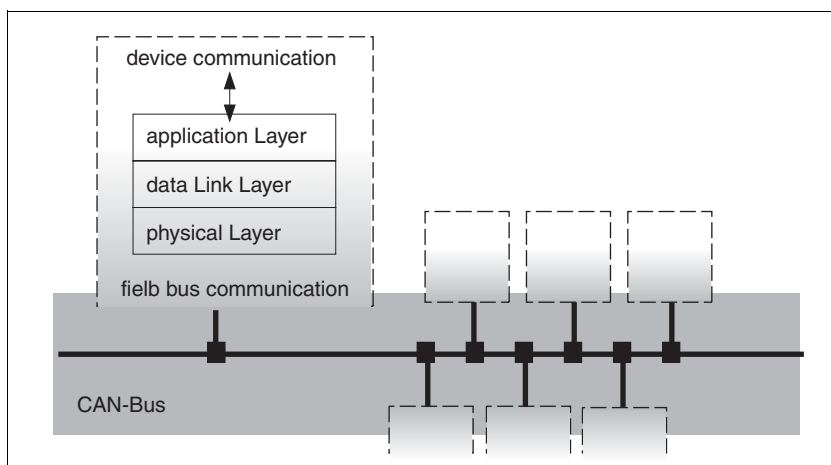 device communication
application Layer
data Link Layer
physical Layer
fielb bus communication
CAN-Bus